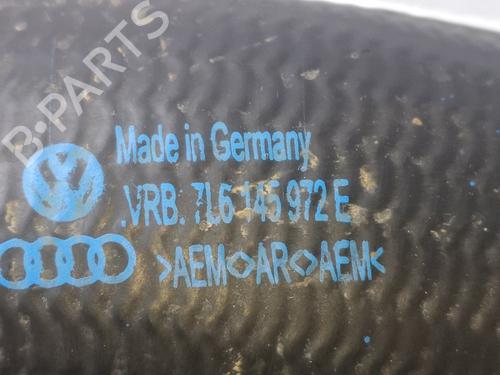 B-PARTS
Made in Germany
.VRB. 7L6 145 972 E
>AEM<>AR<>AEM<